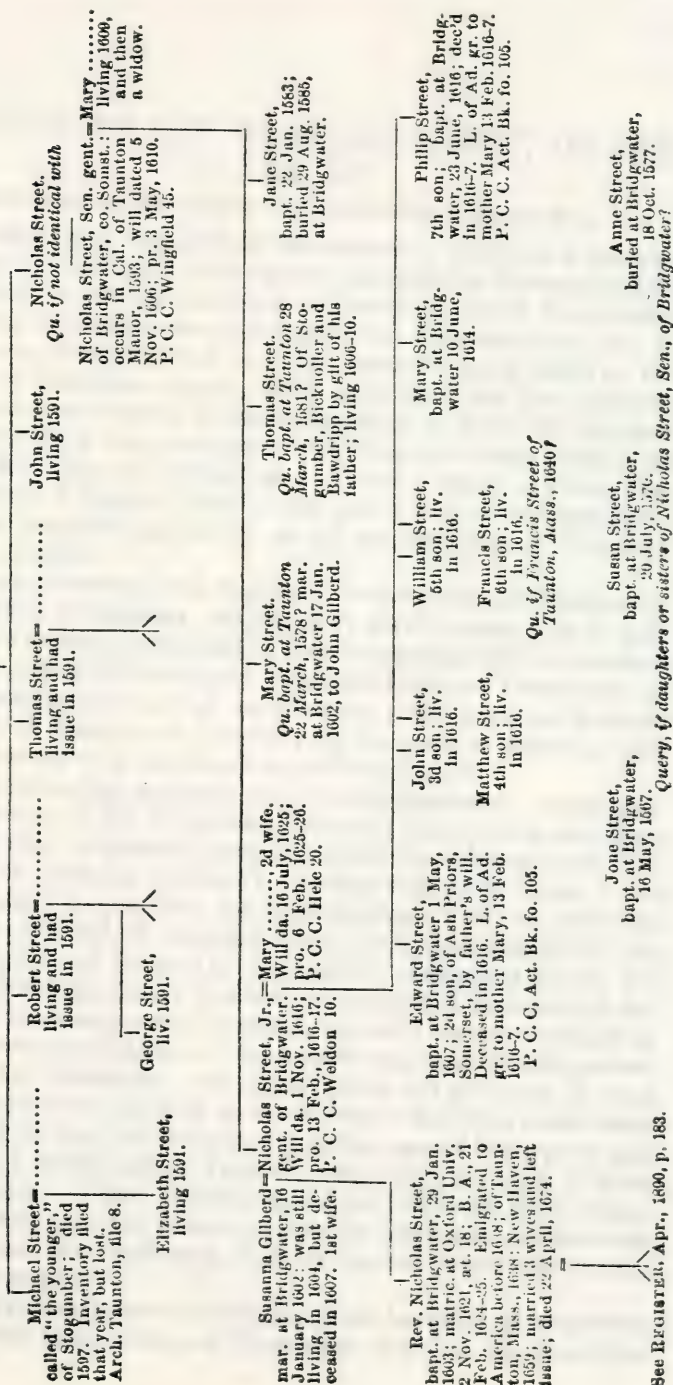 Michael Street=.... ......
called "the younger,"
of Stogumber; died
1597. Inventory filed
that year, but lost.
Arch. Taunton, file 8.
Elizabeth Street,
living 1591.
Robert Street=.... ......
living and had
issue in 1591.
George Street,
liv. 1591.
Thomas Street=..... ......
living and had
issue in 1591.
John Street,
living 1591.
Nicholas Street.
Qu. if not identical with
Nicholas Street, Sen. gent.=Mary ........
of Bridgwater, co. Somst.:
occurs in Cal. of Taunton
Manor, 1593; will dated 5
Nov. 1606; pr. 3 May, 1610.
P. C. C. Wingfield 45.
living 1609,
and then
a widow.
Susanna Gilberd=Nicholas Street, Jr.,=Mary ......., 2d wife.
mar. at Bridgwater, 16
January 1602: was still
living in 1604, but de-
ceased in 1607. 1st wife.
gent. of Bridgwater.
Will da. 1 Nov. 1616;
pro. 13 Feb., 1616-17.
P. C. C. Weldon 10.
Will da. 16 July, 1625;
pro. 6 Feb. 1625-26.
P. C. C. Hele 20.
Mary Street.
Qu. bapt. at Taunton
22 March, 1578? mar.
at Bridgwater 17 Jan.
1602, to John Gilberd.
Thomas Street.
Qu. bapt. at Taunton 28
March, 1581? Of Sto-
gumber, Bicknoller and
Bawdripp by gift of his
father; living 1606-10.
Jane Street,
bapt. 22 Jan. 1583;
buried 29 Aug. 1585,
at Bridgwater.
Rev. Nicholas Street,
bapt. at Bridgwater, 29 Jan.
1603; matric. at Oxford Univ.
2 Nov. 1621, æt. 18; B. A., 21
Feb. 1624-25. Emigrated to
America before 1638; of Taun-
ton, Mass., 1638; New Haven,
1659; married 3 wives and left
issue; died 22 April, 1674.
Edward Street,
bapt. at Bridgwater 1 May,
1607; 2d son, of Ash Priors,
Somerset, by father's will.
Deceased in 1616. L. of Ad.
gr. to mother Mary, 13 Feb.
1616-7.
P. C. C, Act. Bk. fo. 105.
John Street,
3d son; liv.
in 1616.
Matthew Street,
4th son; liv.
in 1616.
William Street,
5th son; liv.
in 1616.
Francis Street,
6th son; liv.
in 1616.
Qu. if Francis Street of
Taunton, Mass., 1640?
Mary Street,
bapt. at Bridg-
water 10 June,
1614.
Philip Street,
7th son; bapt. at Bridg-
water, 23 June, 1616; dec'd
in 1616-7. L. of Ad. gr. to
mother Mary 13 Feb. 1616-7.
P. C. C. Act. Bk. fo. 105.
Jone Street,
bapt. at Bridgwater,
16 May, 1567.
Susan Street,
bapt. at Bridgwater,
20 July, 1570.
Anne Street,
buried at Bridgwater,
18 Oct. 1577.
Query, if daughters or sisters of Nicholas Street, Sen., of Bridgwater?
See REGISTER, Apr., 1890, p. 183.